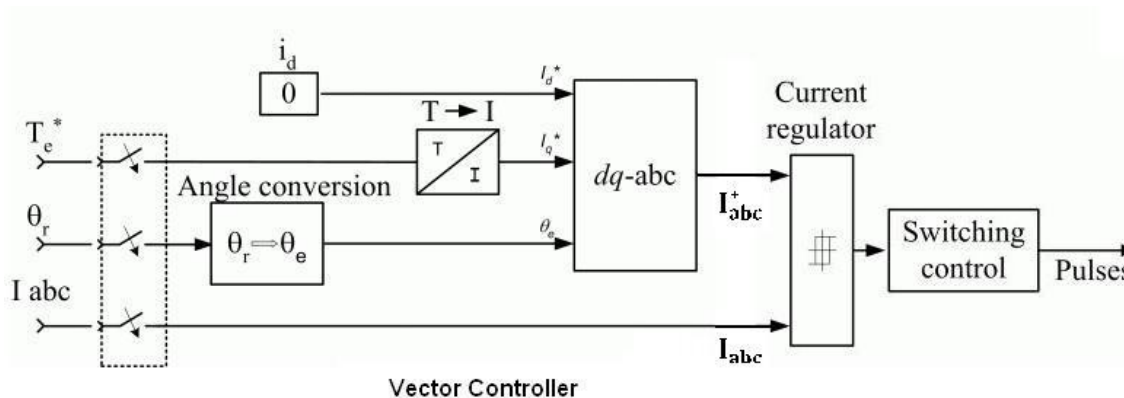 i_d
0
I_d*
T → I
T_e*
T
I
I_q*
Current
regulator
dq-abc
Angle conversion
I⁺_abc
θ_r
θ_r ⇒ θ_e
θ_e
Switching
control
Pulses
I abc
I_abc
Vector Controller